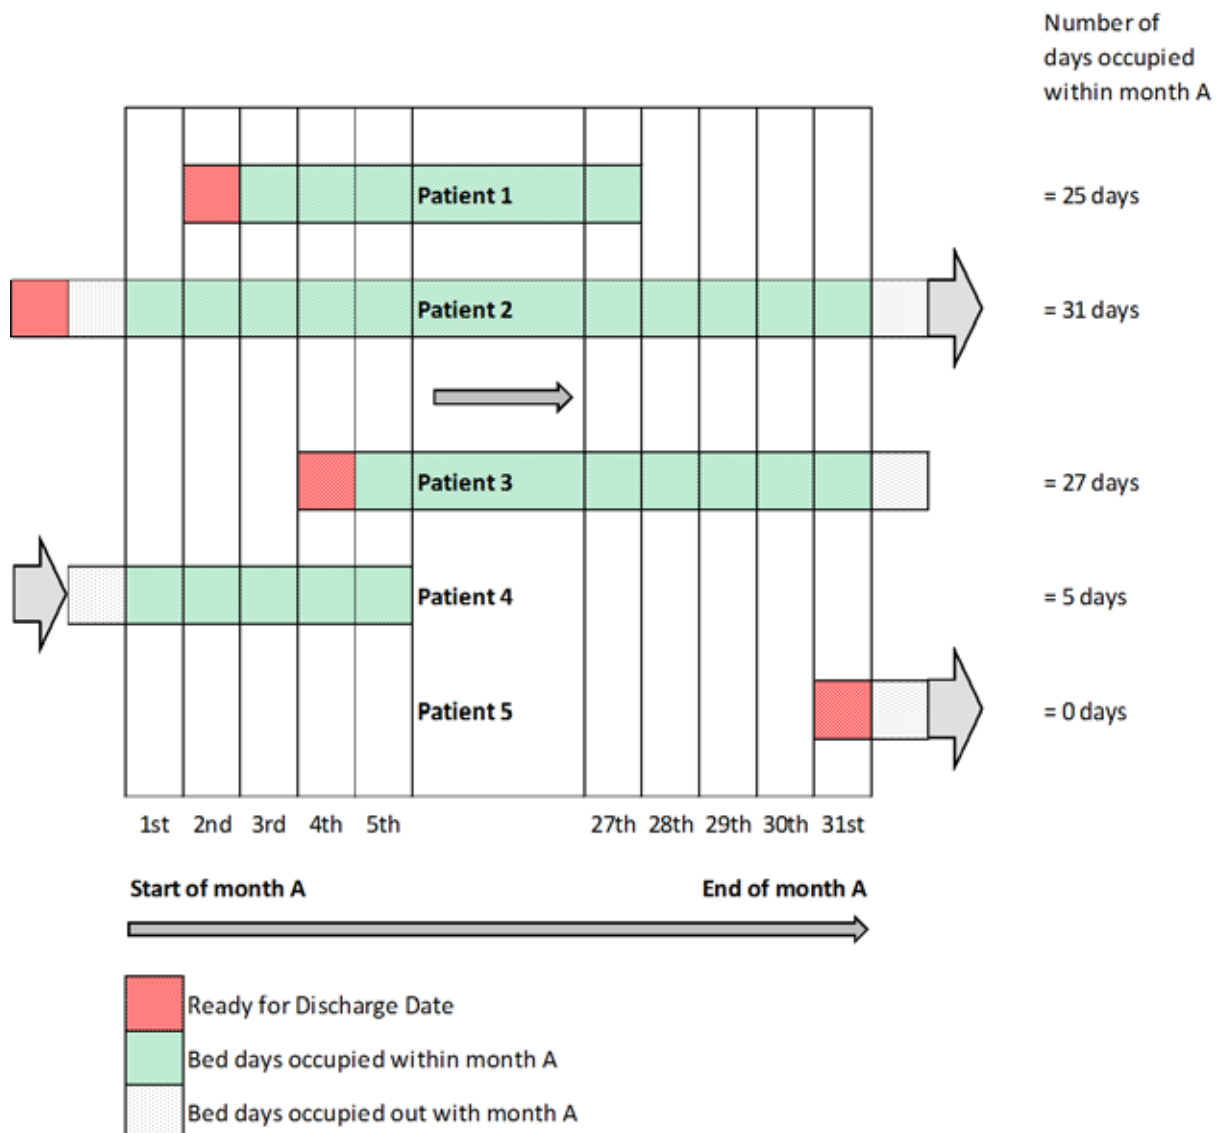 Number of
days occupied
within month A
Patient 1
= 25 days
Patient 2
= 31 days
Patient 3
= 27 days
Patient 4
= 5 days
Patient 5
= 0 days
1st 2nd 3rd 4th 5th 27th 28th 29th 30th 31st
Start of month A
End of month A
Ready for Discharge Date
Bed days occupied within month A
Bed days occupied out with month A